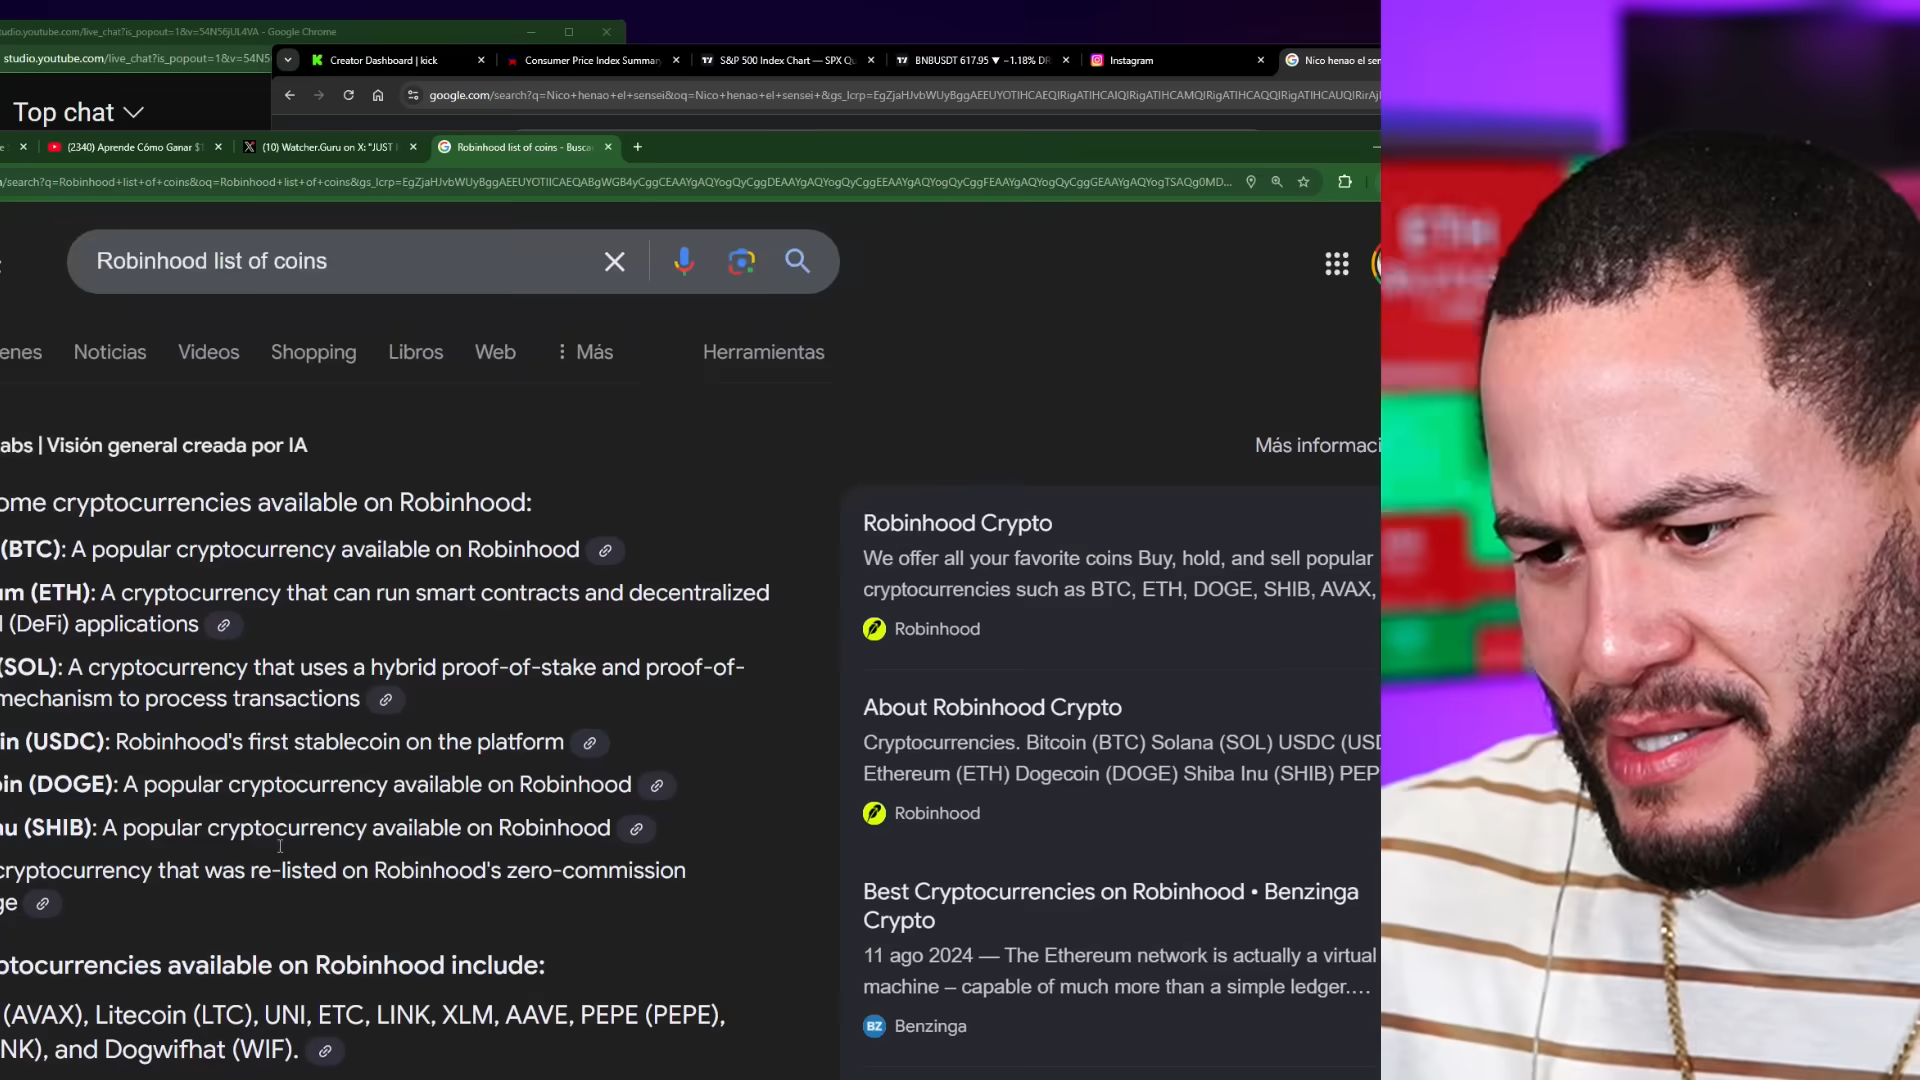 tudio.youtube.com/live_chat?is_popout=1&v=54N56jUL4VA - Google Chrome
studio.youtube.com/live_chat?is_popout=1&v=54N5
Creator Dashboard | kick
Consumer Price Index Summar
S&P 500 Index Chart — SPX Q
BNBUSDT 617.95 ▼ −1.18% DR
Instagram
Nico henao el sen
google.com/search?q=Nico+henao+el+sensei&oq=Nico+henao+el+sensei+&gs_lcrp=
Top chat
(2340) Aprende Cómo Ganar $
(10) Watcher.Guru on X: "JUST
Robinhood list of coins - Busca
/search?q=Robinhood+list+of+coins&oq=Robinhood+list+of+coins&gs_lcrp=
Robinhood list of coins
enes Noticias Videos Shopping Libros Web Más Herramientas
abs | Visión general creada por IA
Más informaci
ome cryptocurrencies available on Robinhood:
(BTC): A popular cryptocurrency available on Robinhood
um (ETH): A cryptocurrency that can run smart contracts and decentralized
l (DeFi) applications
(SOL): A cryptocurrency that uses a hybrid proof-of-stake and proof-of-
mechanism to process transactions
in (USDC): Robinhood's first stablecoin on the platform
oin (DOGE): A popular cryptocurrency available on Robinhood
nu (SHIB): A popular cryptocurrency available on Robinhood
cryptocurrency that was re-listed on Robinhood's zero-commission
ge
ptocurrencies available on Robinhood include:
(AVAX), Litecoin (LTC), UNI, ETC, LINK, XLM, AAVE, PEPE (PEPE),
NK), and Dogwifhat (WIF).
Robinhood Crypto
We offer all your favorite coins Buy, hold, and sell popular
cryptocurrencies such as BTC, ETH, DOGE, SHIB, AVAX,
Robinhood
About Robinhood Crypto
Cryptocurrencies. Bitcoin (BTC) Solana (SOL) USDC (USD
Ethereum (ETH) Dogecoin (DOGE) Shiba Inu (SHIB) PEP
Robinhood
Best Cryptocurrencies on Robinhood • Benzinga
Crypto
11 ago 2024 — The Ethereum network is actually a virtual
machine – capable of much more than a simple ledger....
BZ Benzinga
ETH